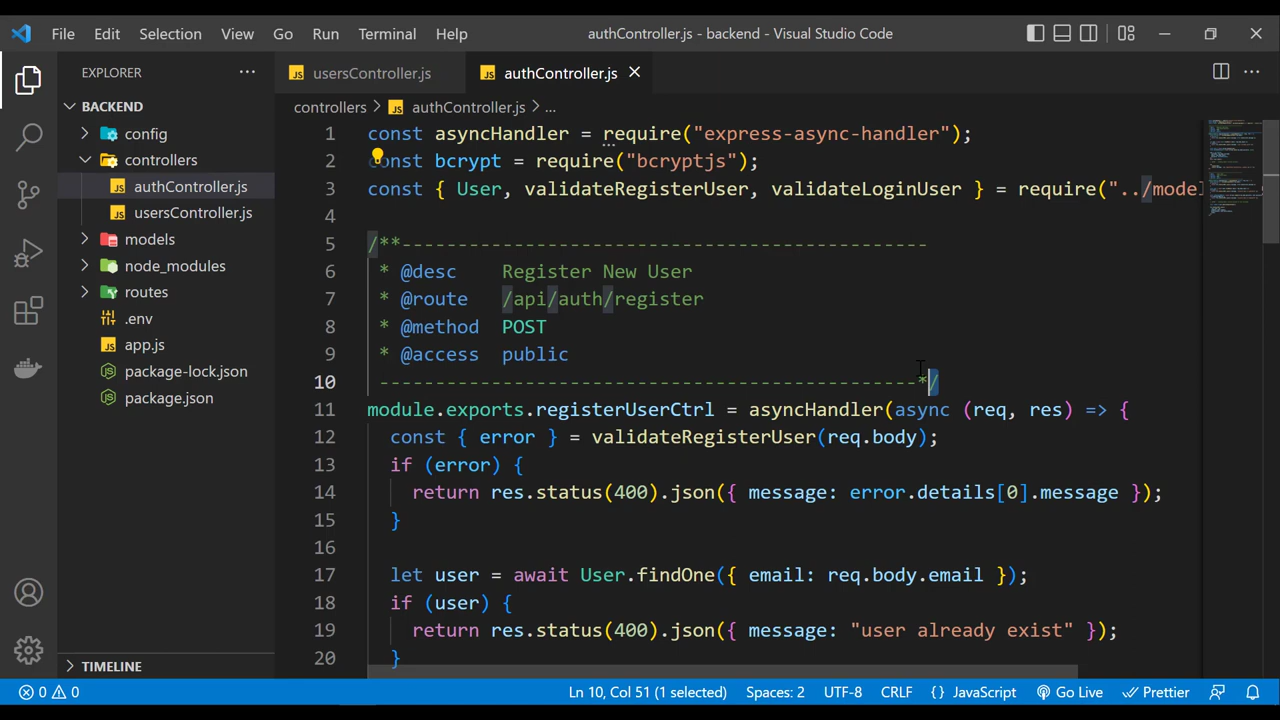 File Edit Selection View Go Run Terminal Help authController.js - backend - Visual Studio Code
EXPLORER
usersController.js
authController.js
BACKEND
controllers > authController.js > ...
config
controllers
authController.js
usersController.js
models
node_modules
routes
.env
app.js
package-lock.json
package.json
TIMELINE
1 const asyncHandler = require("express-async-handler");
2 const bcrypt = require("bcryptjs");
3 const { User, validateRegisterUser, validateLoginUser } = require("../model
4
5 /**-----------------------------------------------
6 * @desc Register New User
7 * @route /api/auth/register
8 * @method POST
9 * @access public
10 ------------------------------------------------*/
11 module.exports.registerUserCtrl = asyncHandler(async (req, res) => {
12 const { error } = validateRegisterUser(req.body);
13 if (error) {
14 return res.status(400).json({ message: error.details[0].message });
15 }
16
17 let user = await User.findOne({ email: req.body.email });
18 if (user) {
19 return res.status(400).json({ message: "user already exist" });
20 }
0 0 Ln 10, Col 51 (1 selected) Spaces: 2 UTF-8 CRLF {} JavaScript Go Live Prettier